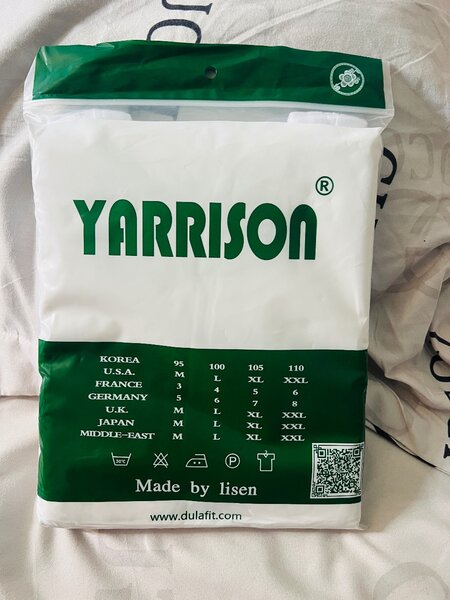 YARRISON ®
KOREA 95 100 105 110
U.S.A. M L XL XXL
FRANCE 3 4 5 6
GERMANY 5 6 7 8
U.K. M L XL XXL
JAPAN M L XL XXL
MIDDLE-EAST M L XL XXL
30°C P
Made by lisen
www.dulafit.com